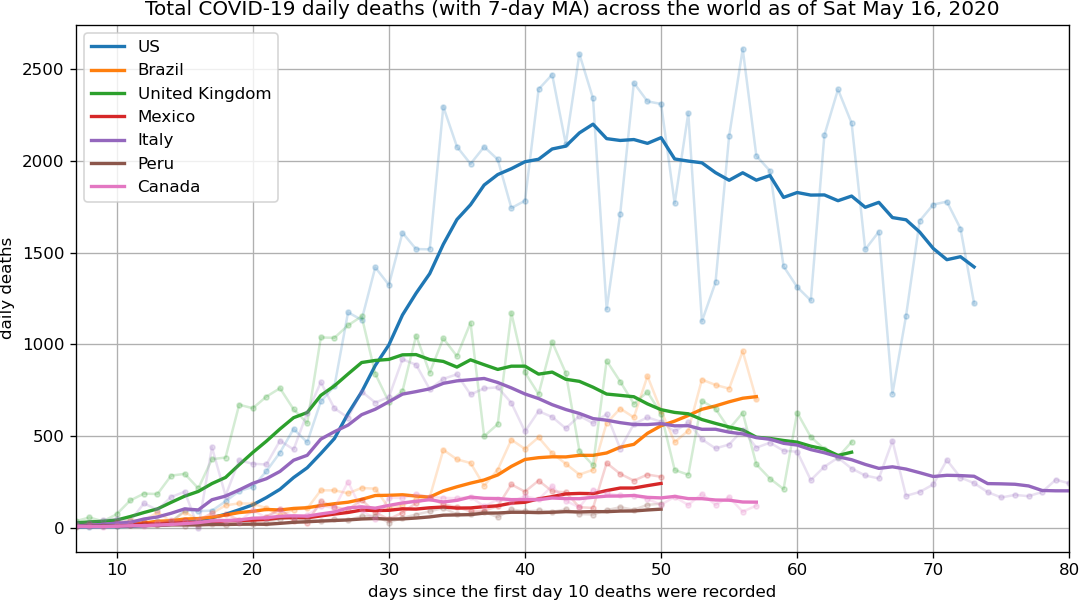 Total COVID-19 daily deaths (with 7-day MA) across the world as of Sat May 16, 2020
US
Brazil
United Kingdom
Mexico
Italy
Peru
Canada
2500
2000
1500
1000
500
0
daily deaths
10 20 30 40 50 60 70 80
days since the first day 10 deaths were recorded